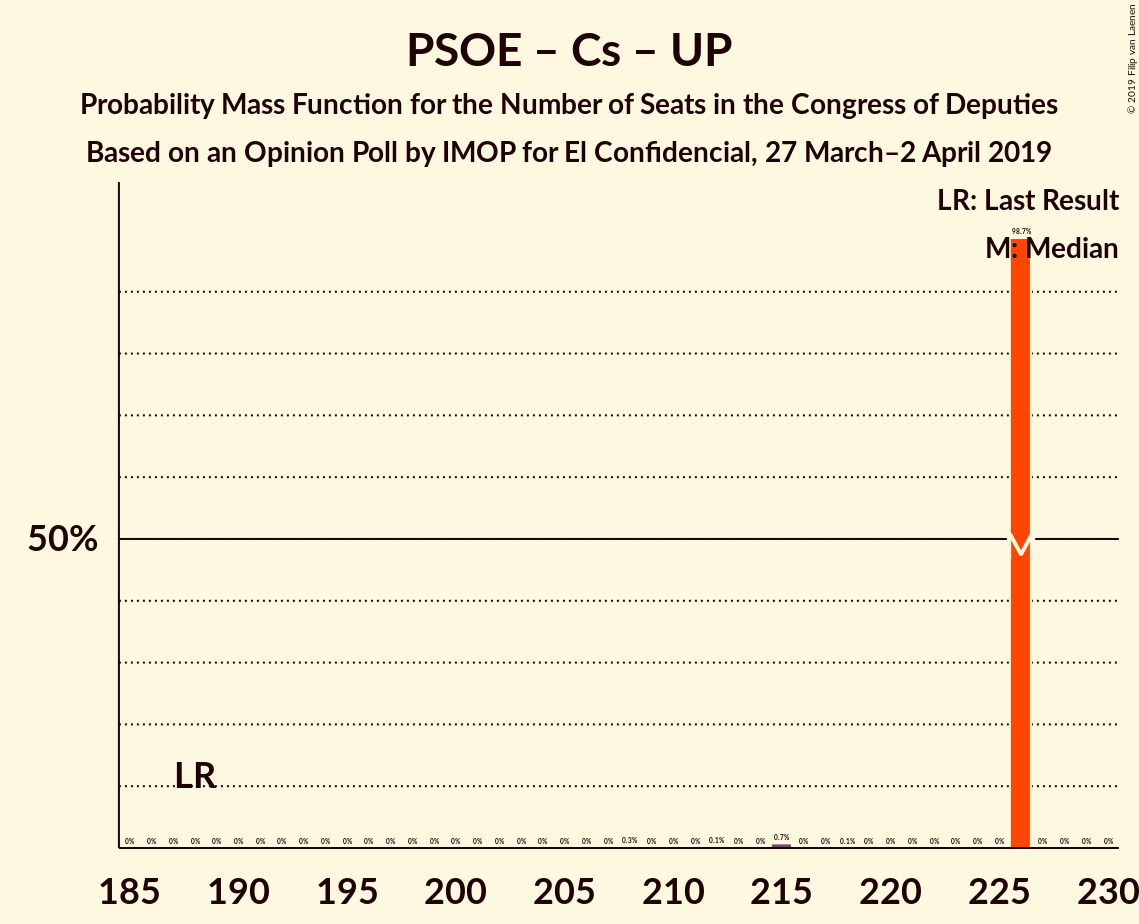 PSOE – Cs – UP
Probability Mass Function for the Number of Seats in the Congress of Deputies
Based on an Opinion Poll by IMOP for El Confidencial, 27 March–2 April 2019
© 2019 Filip van Laenen
LR: Last Result
98.7%
M: Median
50%
LR
0% 0% 0% 0% 0% 0% 0% 0% 0% 0% 0% 0% 0% 0% 0% 0% 0% 0% 0% 0% 0% 0% 0% 0.3% 0% 0% 0% 0.1% 0% 0% 0.7% 0% 0% 0.1% 0% 0% 0% 0% 0% 0% 0% 0% 0% 0% 0%
185 190 195 200 205 210 215 220 225 230